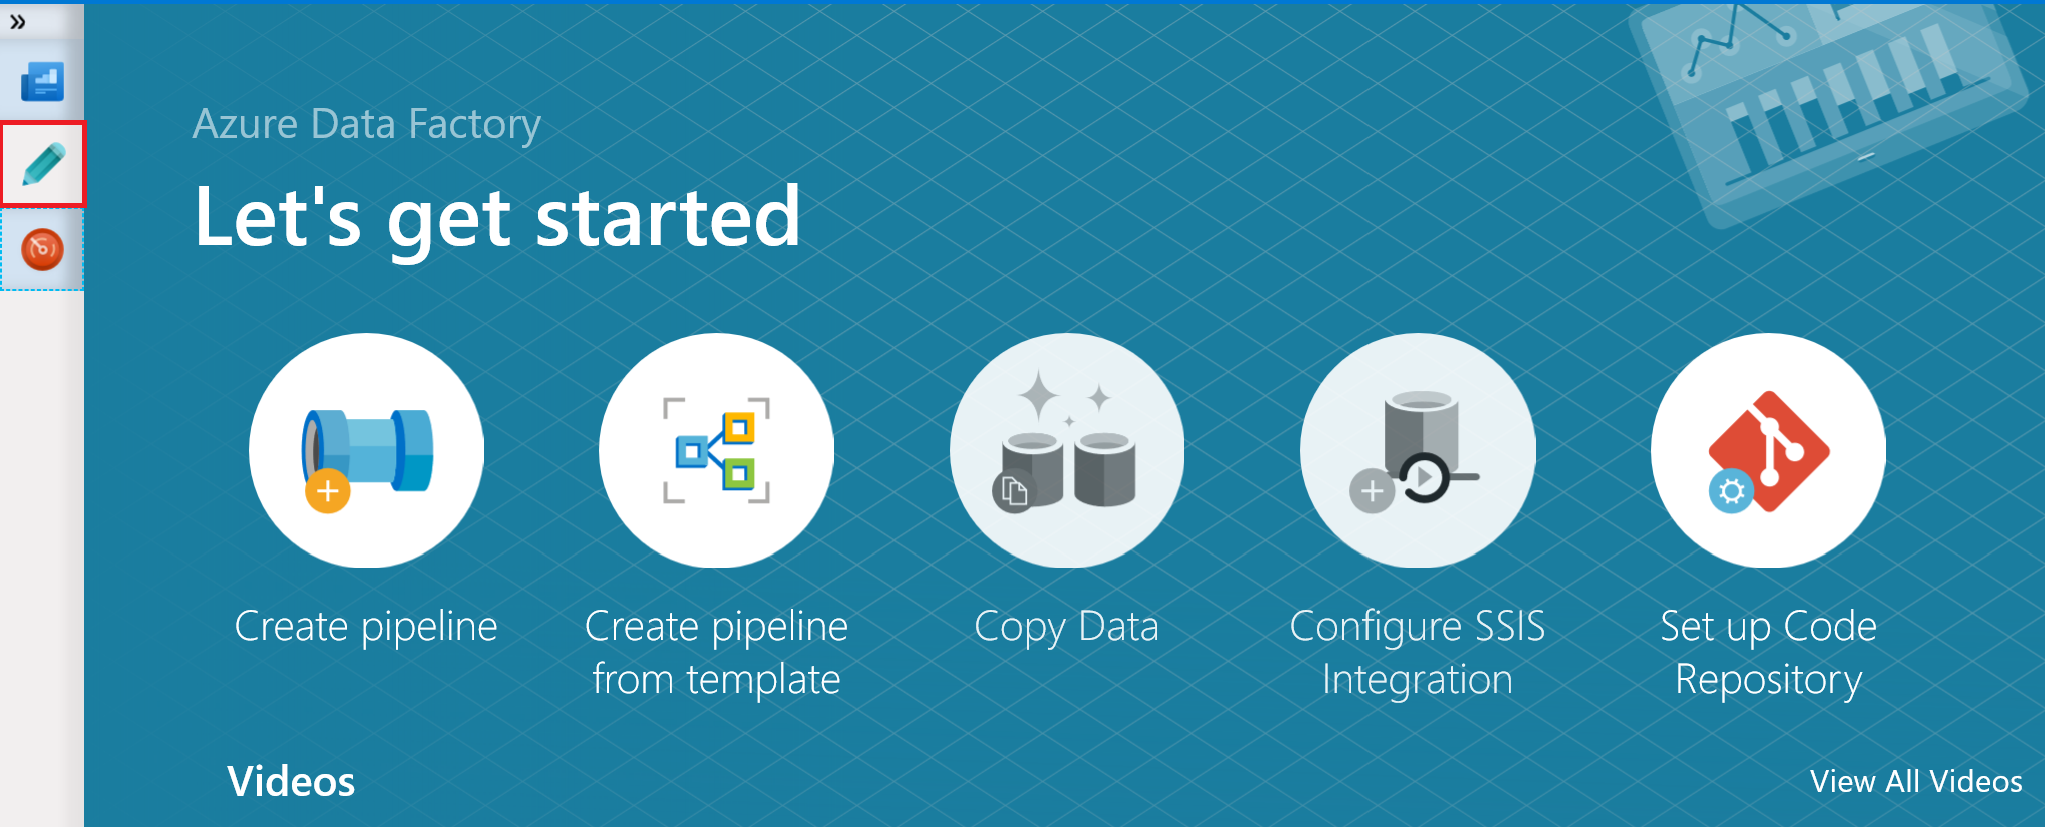 Azure Data Factory
Let's get started
Create pipeline
Create pipeline
from template
Copy Data
Configure SSIS
Integration
Set up Code
Repository
Videos
View All Videos